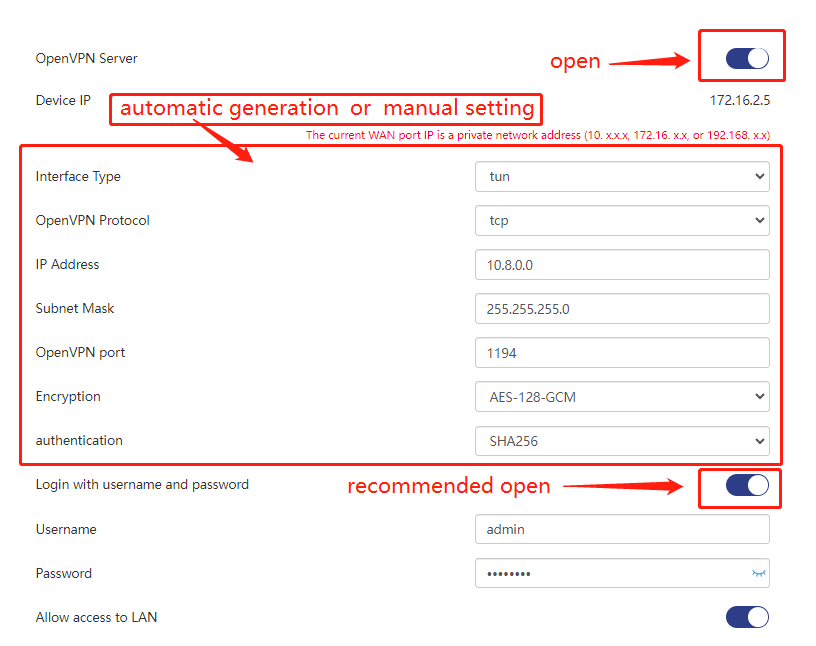 OpenVPN Server
open
Device IP
172.16.2.5
automatic generation or manual setting
The current WAN port IP is a private network address (10. x.x.x, 172.16. x.x, or 192.168. x.x)
Interface Type
tun
OpenVPN Protocol
tcp
IP Address
10.8.0.0
Subnet Mask
255.255.255.0
OpenVPN port
1194
Encryption
AES-128-GCM
authentication
SHA256
Login with username and password
recommended open
Username
admin
Password
••••••••
Allow access to LAN